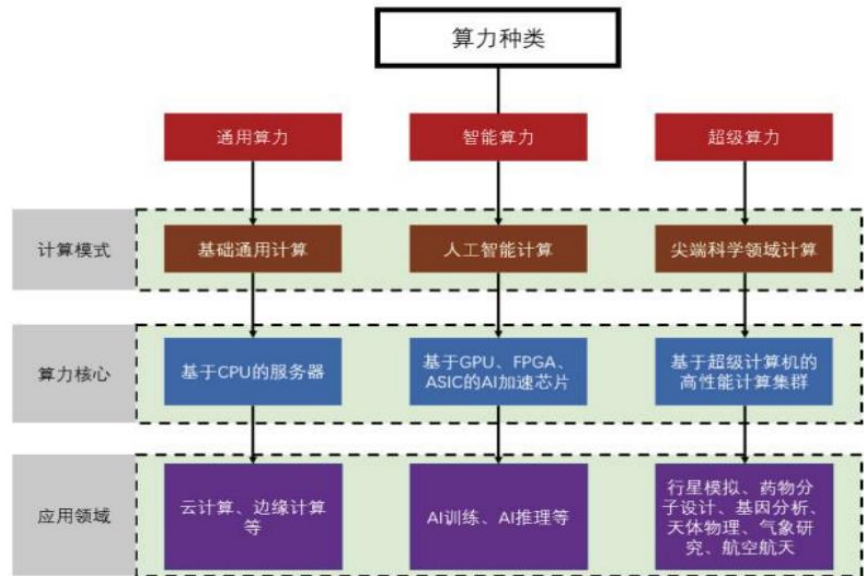 算力种类
通用算力
智能算力
超级算力
计算模式
基础通用计算
人工智能计算
尖端科学领域计算
算力核心
基于CPU的服务器
基于GPU、FPGA、
ASIC的AI加速芯片
基于超级计算机的
高性能计算集群
应用领域
云计算、边缘计算
等
AI训练、AI推理等
行星模拟、药物分
子设计、基因分析、
天体物理、气象研
究、航空航天